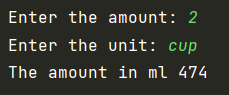 Enter the amount: 2
Enter the unit: cup
The amount in ml 474